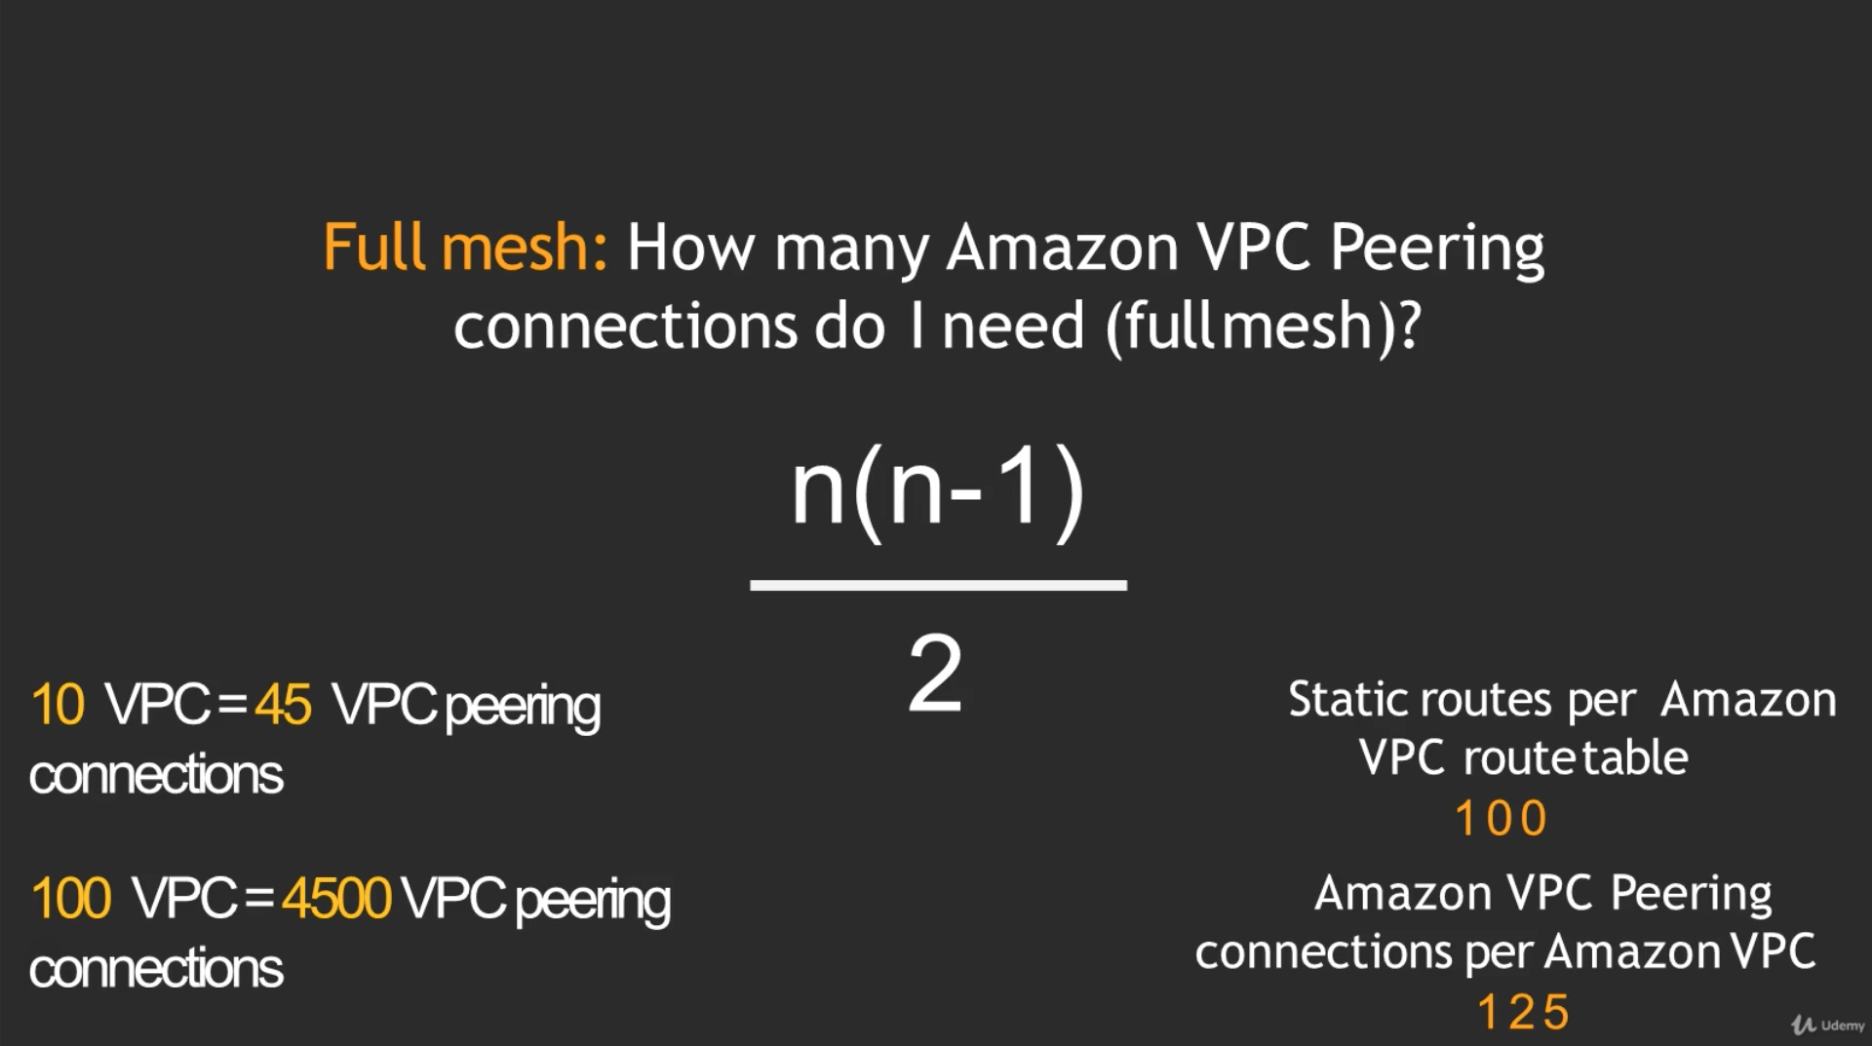 Full mesh: How many Amazon VPC Peering
connections do I need (full mesh)?
n(n-1)
2
10 VPC = 45 VPC peering
connections
100 VPC = 4500 VPC peering
connections
Static routes per Amazon
VPC route table
100
Amazon VPC Peering
connections per Amazon VPC
125
Udemy